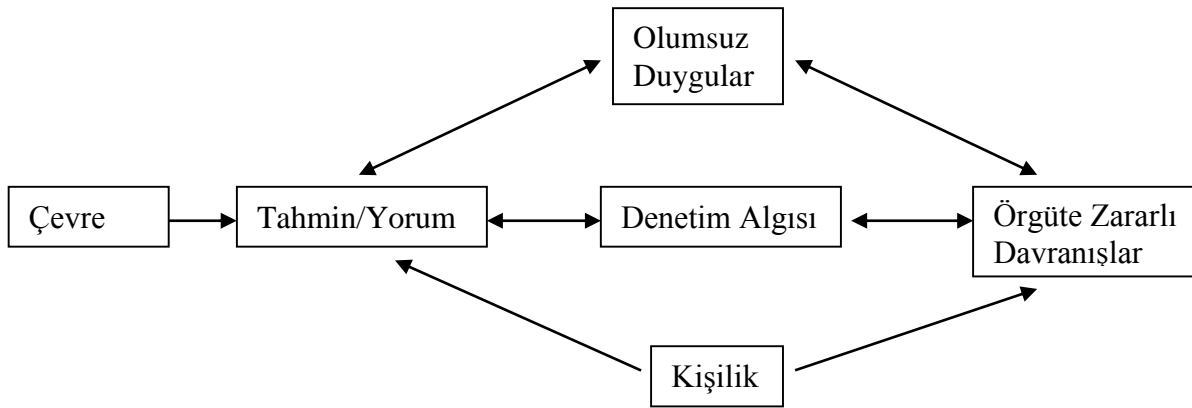 Olumsuz
Duygular
Çevre
Tahmin/Yorum
Denetim Algısı
Örgüte Zararlı
Davranışlar
Kişilik